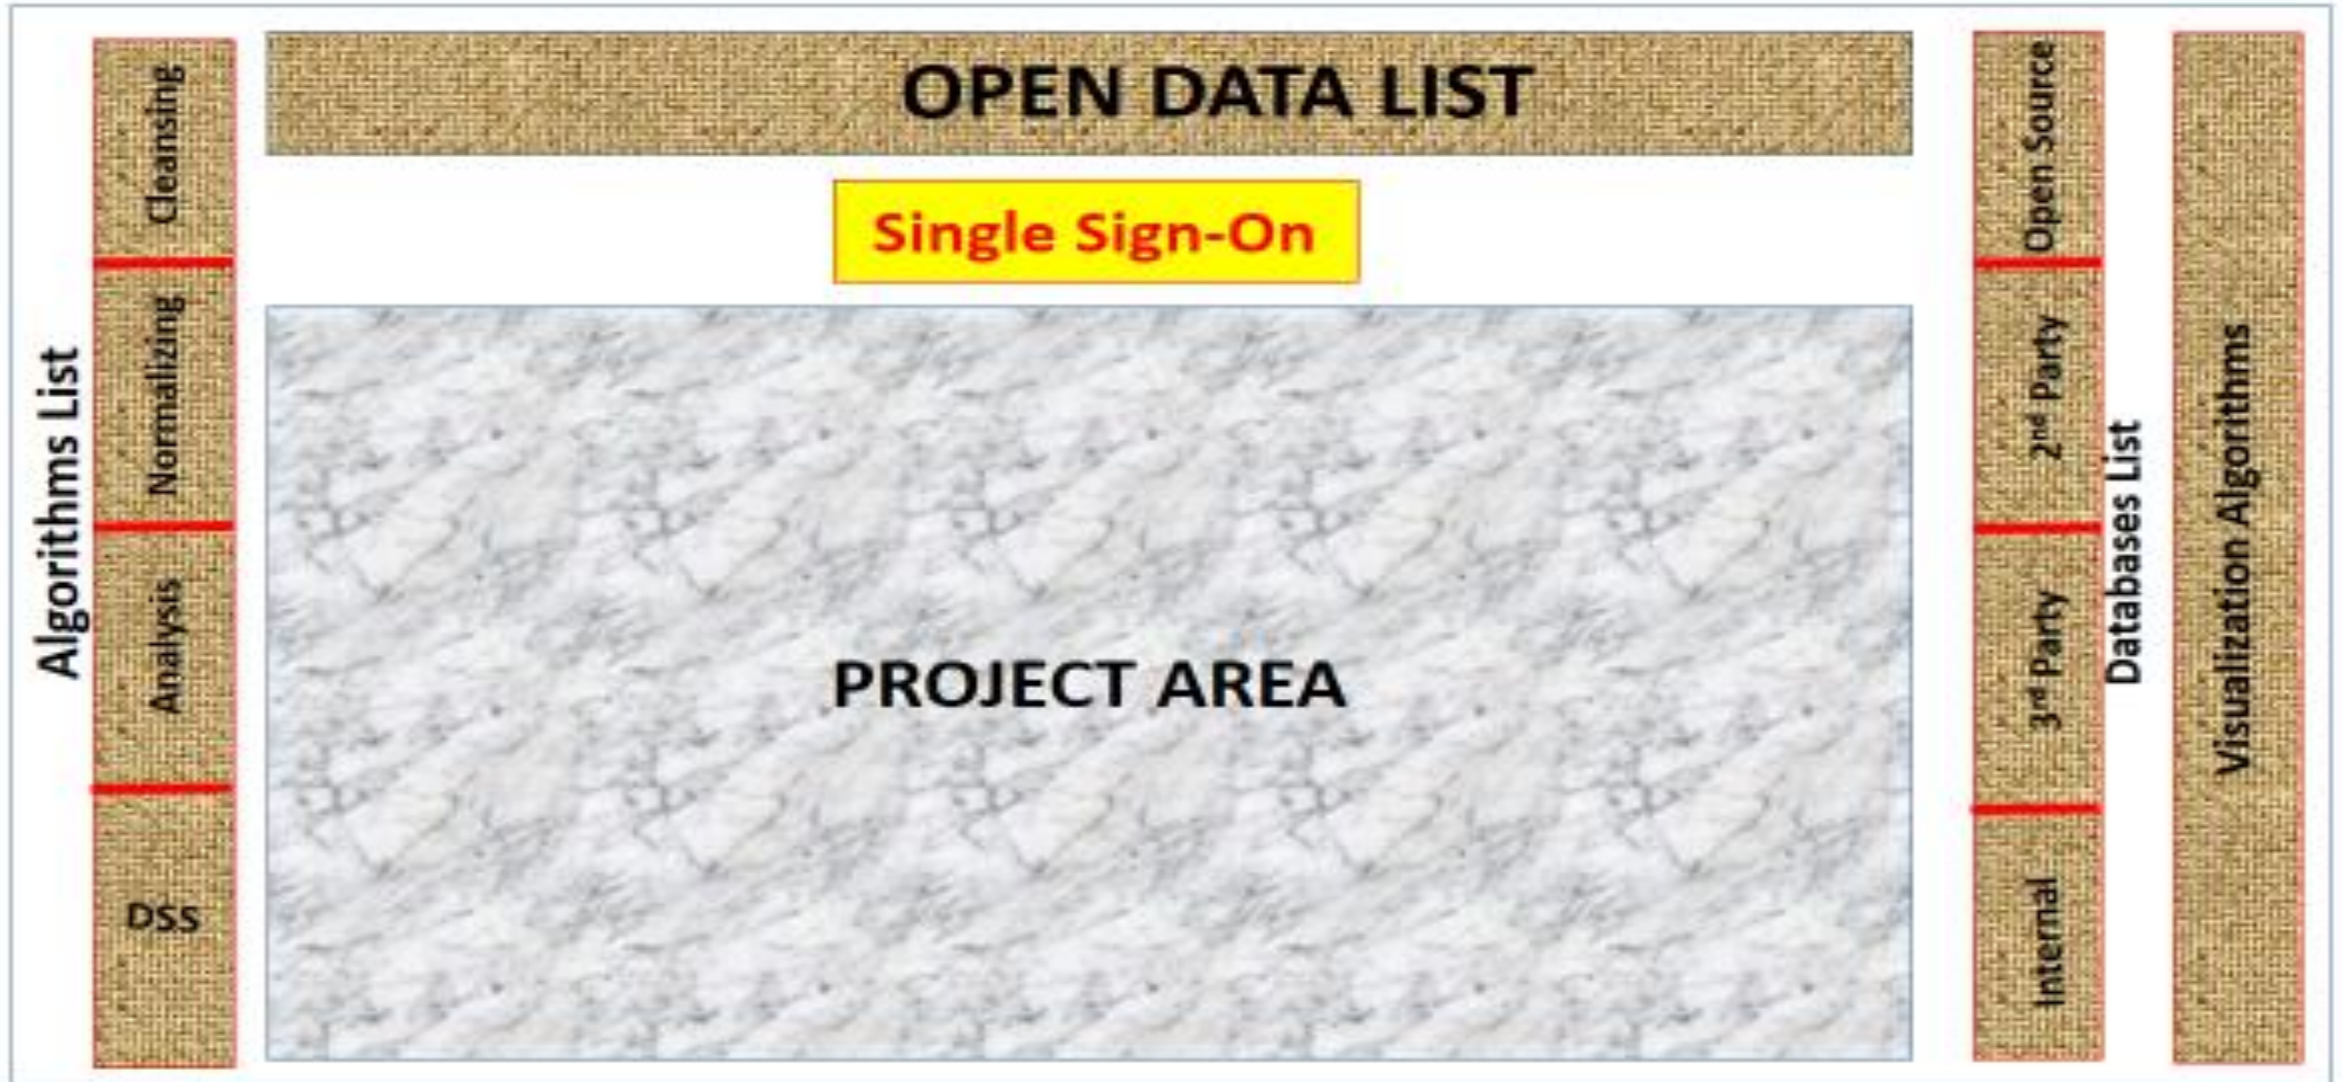 OPEN DATA LIST
Single Sign-On
PROJECT AREA
Algorithms List
Cleansing
Normalizing
Analysis
DSS
Open Source
2nd Party
3rd Party
Internal
Databases List
Visualization Algorithms